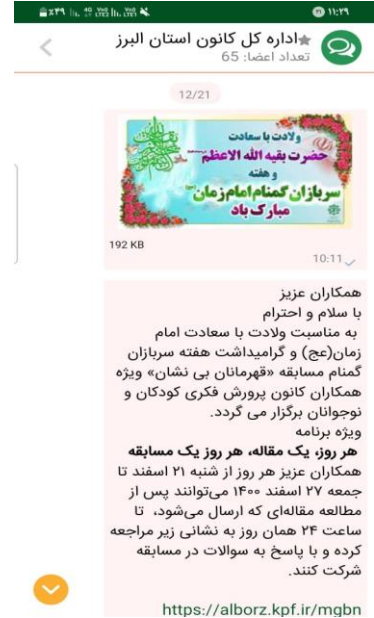 ۱۱:۲۹
٪۴۹
اداره کل کانون استان البرز
تعداد اعضا: 65
12/21
ولادت با سعادت
حضرت بقیه الله الاعظم
و هفته
سربازان گمنام امام زمان
مبارک باد
192 KB
10:11
همکاران عزیز
با سلام و احترام
به مناسبت ولادت با سعادت امام
زمان(عج) و گرامیداشت هفته سربازان
گمنام مسابقه «قهرمانان بی نشان» ویژه
همکاران کانون پرورش فکری کودکان و
نوجوانان برگزار می گردد.
ویژه برنامه
هر روز، یک مقاله، هر روز یک مسابقه
همکاران عزیز هر روز از شنبه ۲۱ اسفند تا
جمعه ۲۷ اسفند ۱۴۰۰ می‌توانند پس از
مطالعه مقاله‌ای که ارسال می‌شود، تا
ساعت ۲۴ همان روز به نشانی زیر مراجعه
کرده و با پاسخ به سوالات در مسابقه
شرکت کنند.
https://alborz.kpf.ir/mgbn